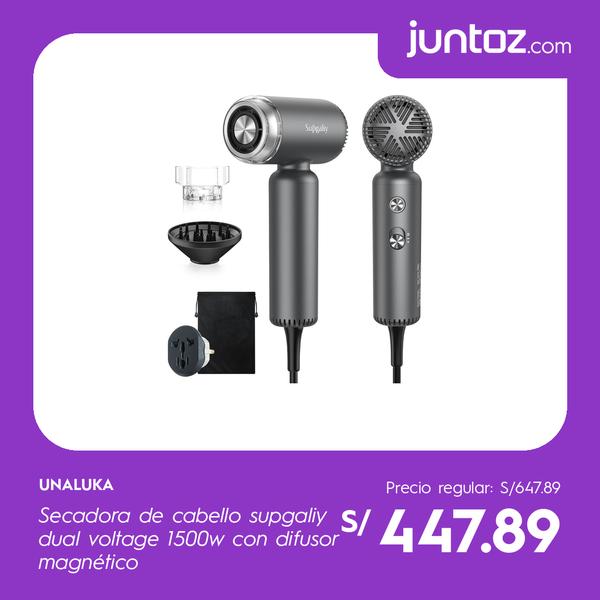 juntoz.com
Supgaliy
UNALUKA
Precio regular: S/647.89
Secadora de cabello supgaliy
dual voltage 1500w con difusor
magnético
S/ 447.89